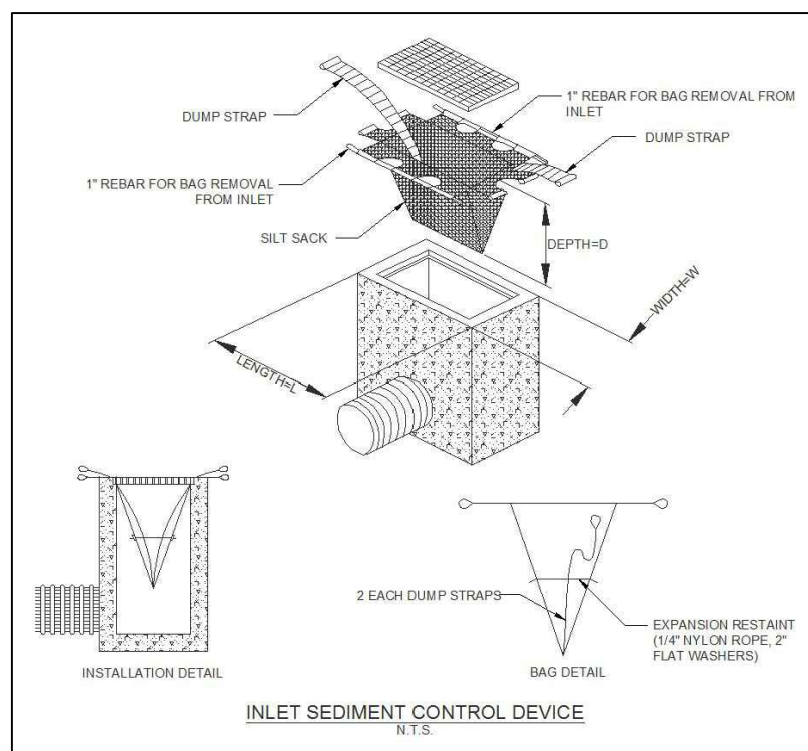 DUMP STRAP
1" REBAR FOR BAG REMOVAL FROM
INLET
DUMP STRAP
1" REBAR FOR BAG REMOVAL
FROM INLET
SILT SACK
DEPTH=D
WIDTH=W
LENGTH=L
2 EACH DUMP STRAPS
EXPANSION RESTAINT
(1/4" NYLON ROPE, 2"
FLAT WASHERS)
INSTALLATION DETAIL
BAG DETAIL
INLET SEDIMENT CONTROL DEVICE
N.T.S.